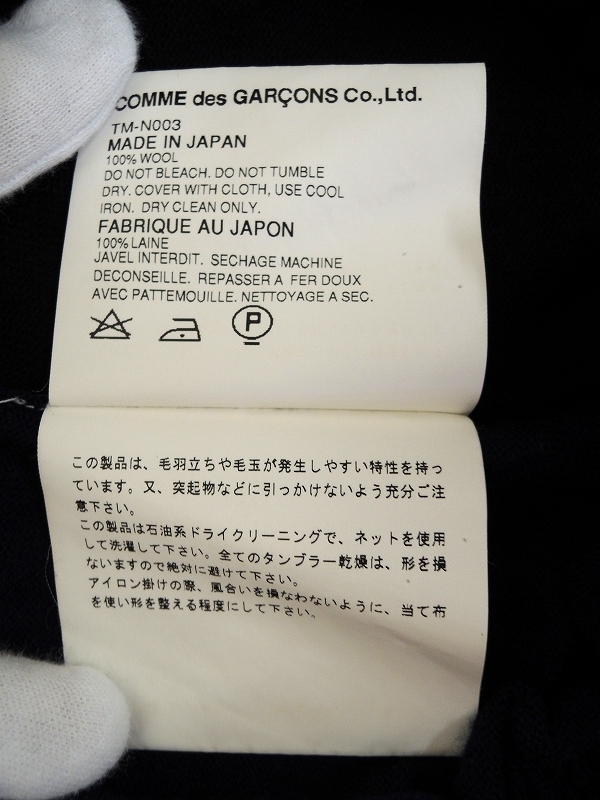 COMME des GARÇONS Co.,Ltd.
TM-N003
MADE IN JAPAN
100% WOOL
DO NOT BLEACH. DO NOT TUMBLE
DRY. COVER WITH CLOTH, USE COOL
IRON. DRY CLEAN ONLY.
FABRIQUE AU JAPON
100% LAINE
JAVEL INTERDIT. SECHAGE MACHINE
DECONSEILLE. REPASSER A FER DOUX
AVEC PATTEMOUILLE. NETTOYAGE A SEC.
P
この製品は、毛羽立ちや毛玉が発生しやすい特性を持っ
ています。又、突起物などに引っかけないよう充分ご注
意下さい。
この製品は石油系ドライクリーニングで、ネットを使用
して洗濯して下さい。全てのタンブラー乾燥は、形を損
ないますので絶対に避けて下さい。
アイロン掛けの際、風合いを損なわないように、当て布
を使い形を整える程度にして下さい。